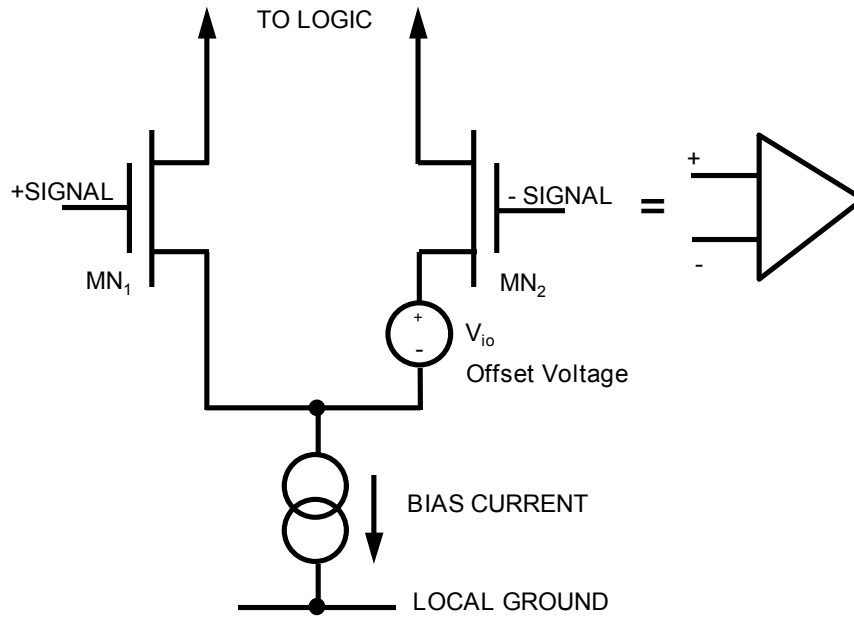 TO LOGIC
+SIGNAL
- SIGNAL
=
+
-
MN1
MN2
+
-
Vio
Offset Voltage
BIAS CURRENT
LOCAL GROUND